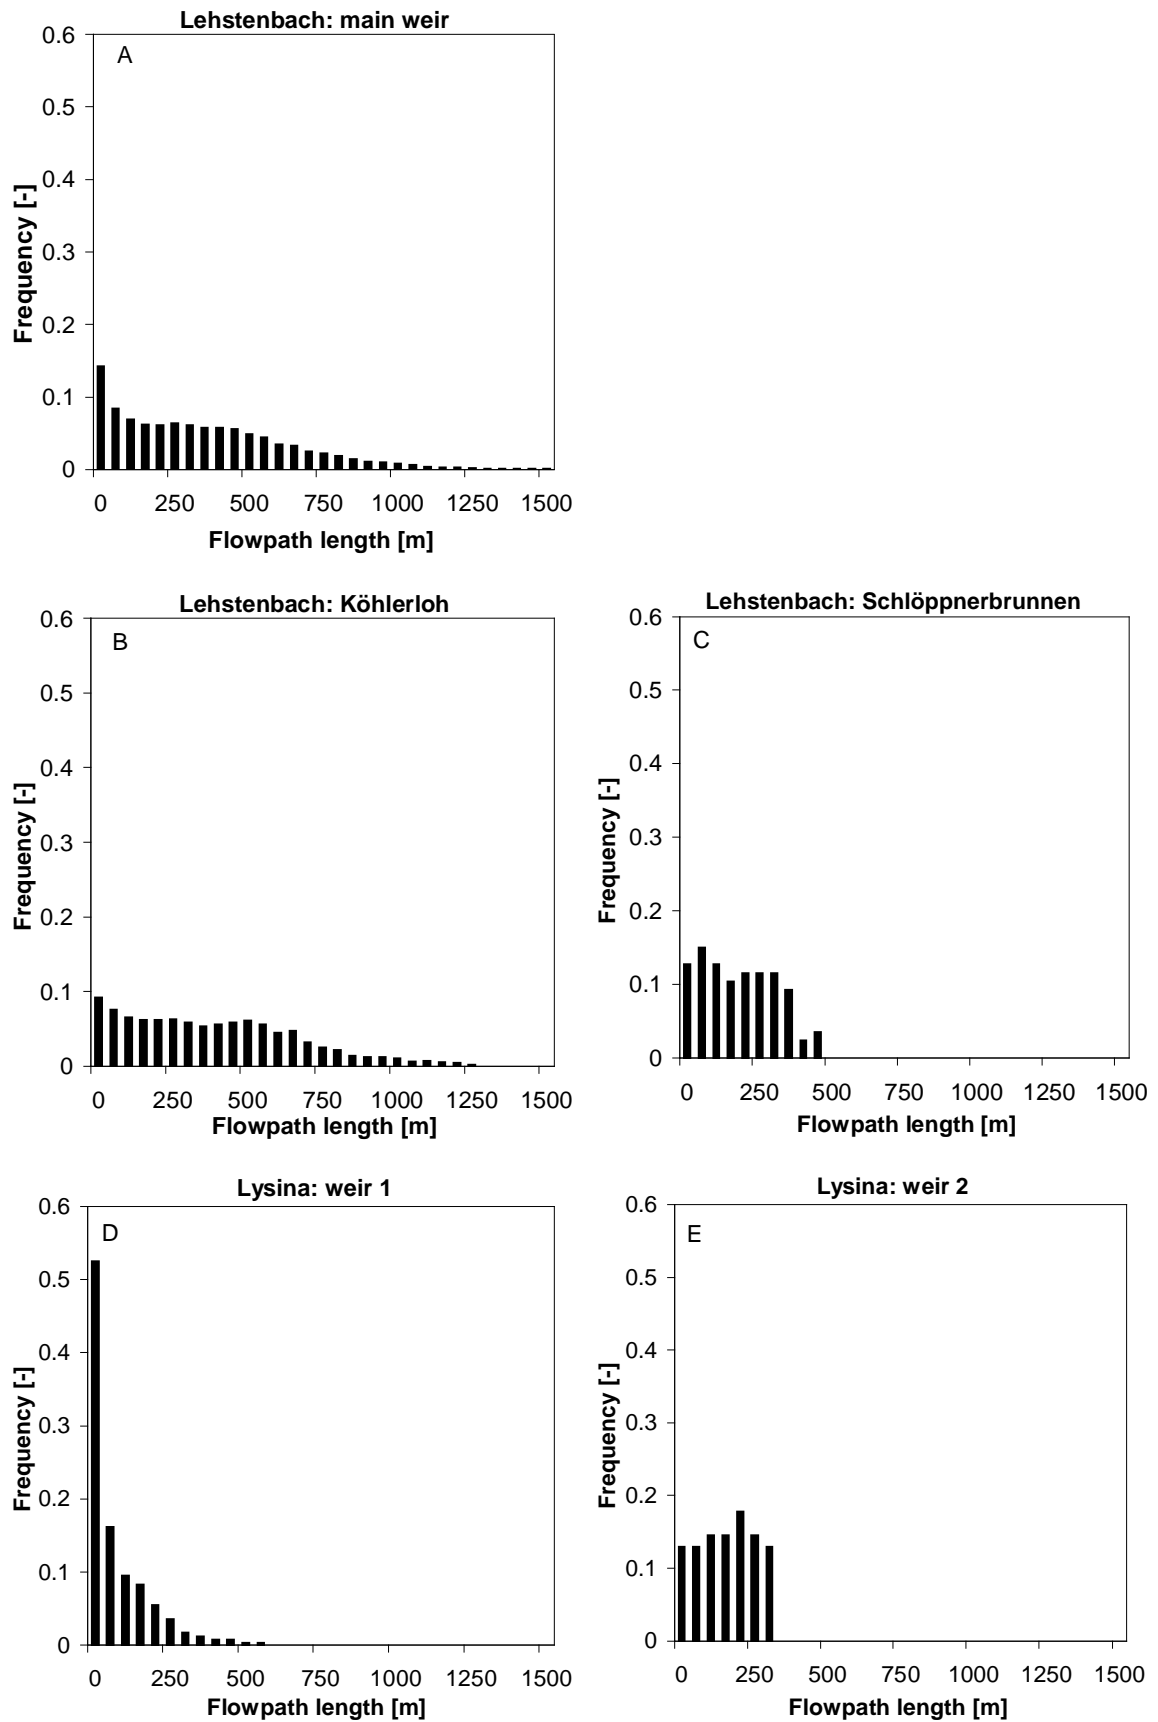 Lehstenbach: main weir
A
0.6
0.5
0.4
0.3
0.2
0.1
0
Frequency [-]
0 250 500 750 1000 1250 1500
Flowpath length [m]
Lehstenbach: Köhlerloh
B
0.6
0.5
0.4
0.3
0.2
0.1
0
Frequency [-]
0 250 500 750 1000 1250 1500
Flowpath length [m]
Lehstenbach: Schlöppnerbrunnen
C
0.6
0.5
0.4
0.3
0.2
0.1
0
Frequency [-]
0 250 500 750 1000 1250 1500
Flowpath length [m]
Lysina: weir 1
D
0.6
0.5
0.4
0.3
0.2
0.1
0
Frequency [-]
0 250 500 750 1000 1250 1500
Flowpath length [m]
Lysina: weir 2
E
0.6
0.5
0.4
0.3
0.2
0.1
0
Frequency [-]
0 250 500 750 1000 1250 1500
Flowpath length [m]